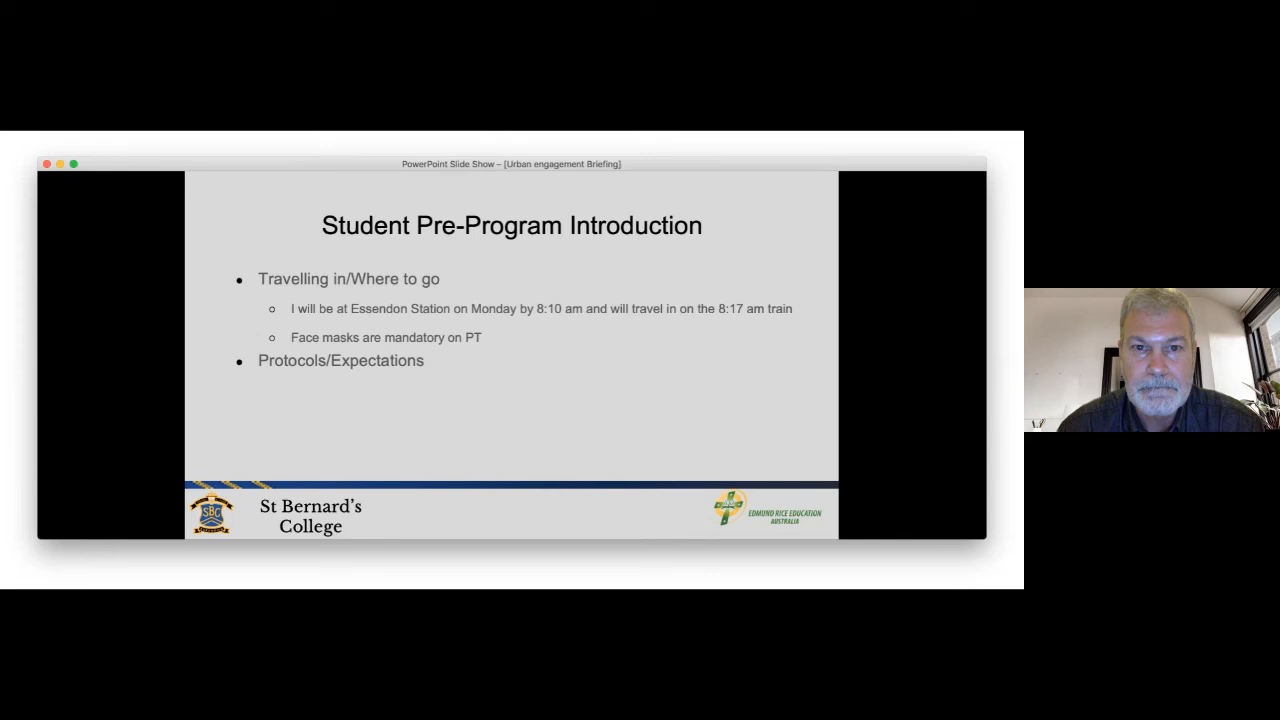 PowerPoint Slide Show – [Urban engagement Briefing]
Student Pre-Program Introduction
Travelling in/Where to go
I will be at Essendon Station on Monday by 8:10 am and will travel in on the 8:17 am train
Face masks are mandatory on PT
Protocols/Expectations
SBC
St Bernard's
College
EDMUND RICE EDUCATION
AUSTRALIA